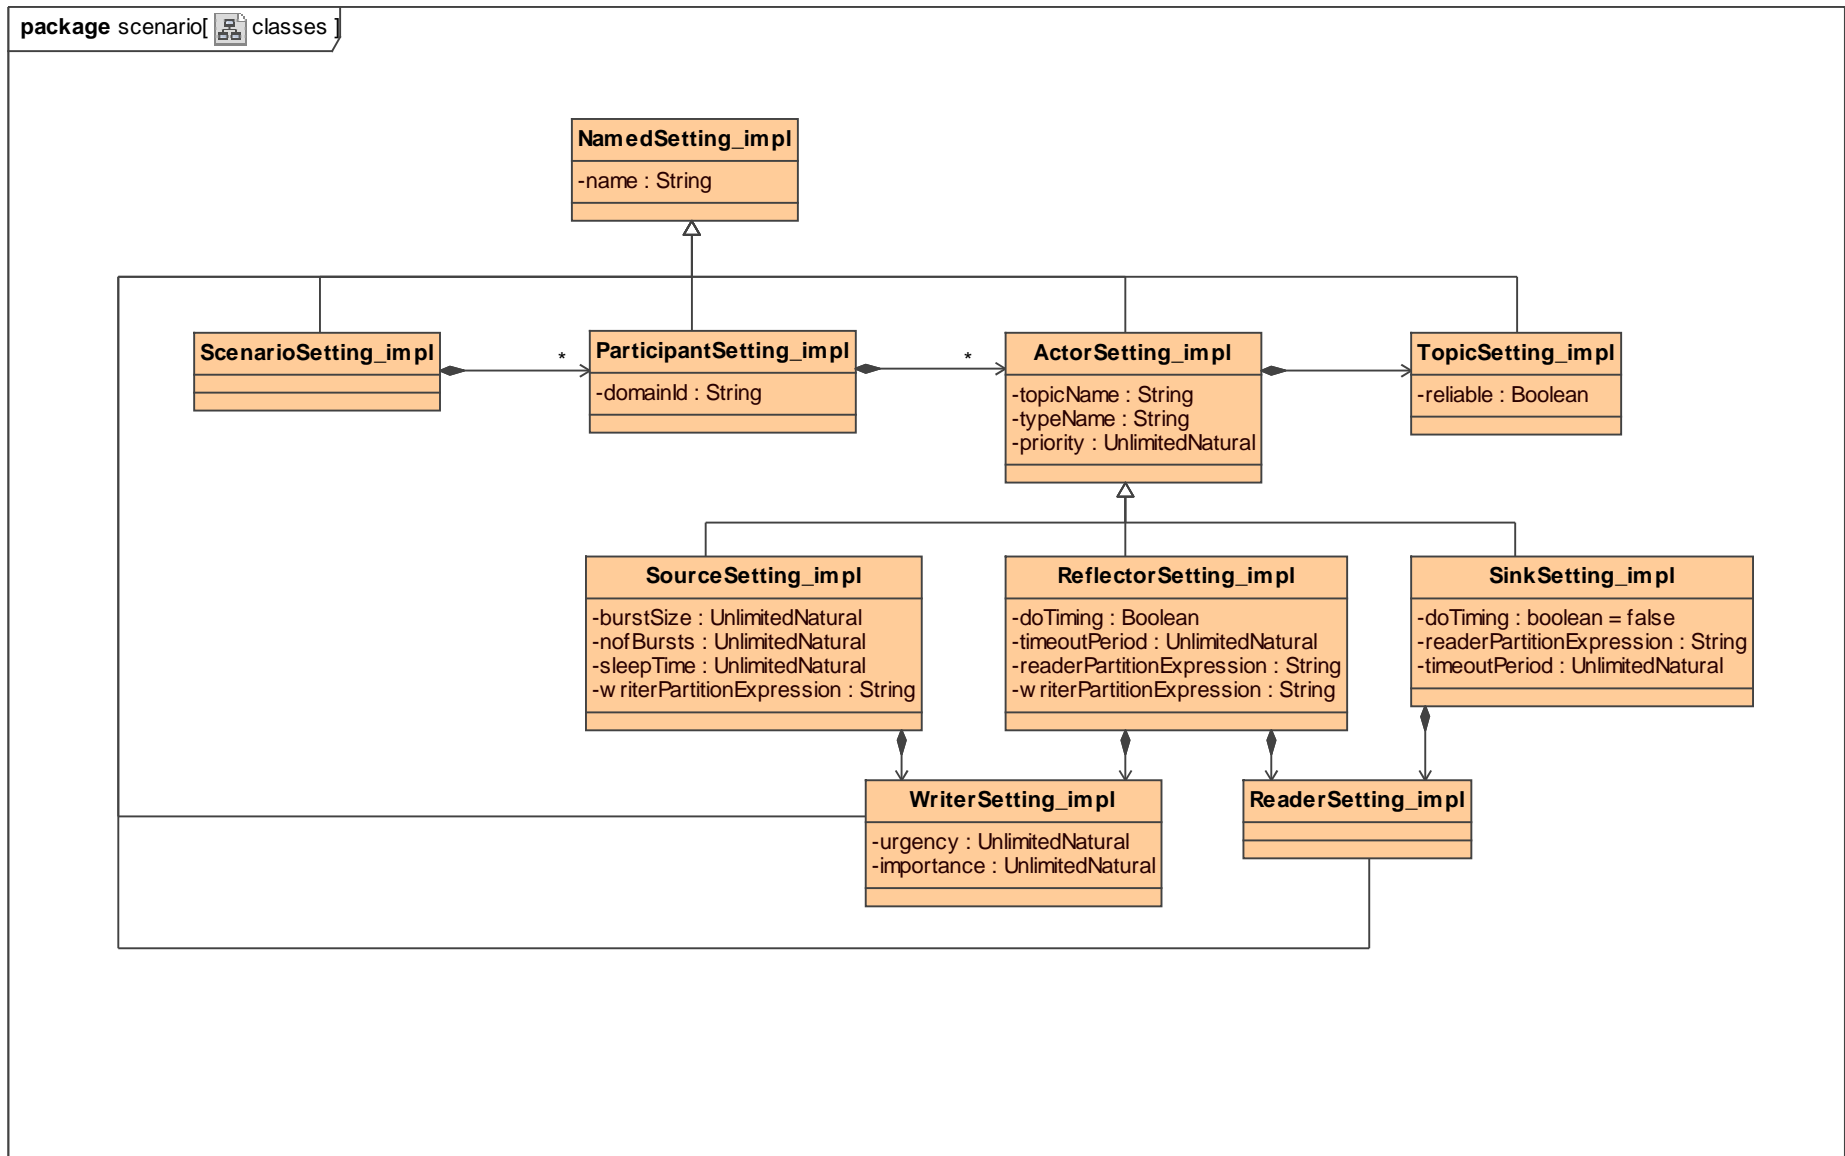 package scenario[ classes ]
NamedSetting_impl
-name : String
ScenarioSetting_impl
*
ParticipantSetting_impl
-domainId : String
*
ActorSetting_impl
-topicName : String
-typeName : String
-priority : UnlimitedNatural
TopicSetting_impl
-reliable : Boolean
SourceSetting_impl
-burstSize : UnlimitedNatural
-nofBursts : UnlimitedNatural
-sleepTime : UnlimitedNatural
-writerPartitionExpression : String
ReflectorSetting_impl
-doTiming : Boolean
-timeoutPeriod : UnlimitedNatural
-readerPartitionExpression : String
-writerPartitionExpression : String
SinkSetting_impl
-doTiming : boolean = false
-readerPartitionExpression : String
-timeoutPeriod : UnlimitedNatural
WriterSetting_impl
-urgency : UnlimitedNatural
-importance : UnlimitedNatural
ReaderSetting_impl